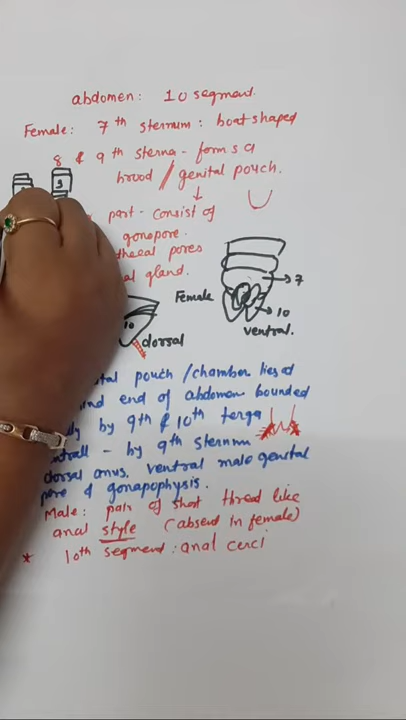 abdomen: 10 segment.
Female: 7th sternum: boat shaped
8 & 9th sterna - forms a
brood / genital pouch.
part - consist of
gonopore.
thecal pores
gland.
9
7
Female
10
10
ventral.
dorsal
pouch / chamber lies at
end of abdomen bounded
by 9th & 10th terga
- by 9th sternum
dorsal anus. ventral male genital
pore & gonapophysis.
Male: pair of short thread like
anal style (absent in female)
* 10th segment: anal cerci